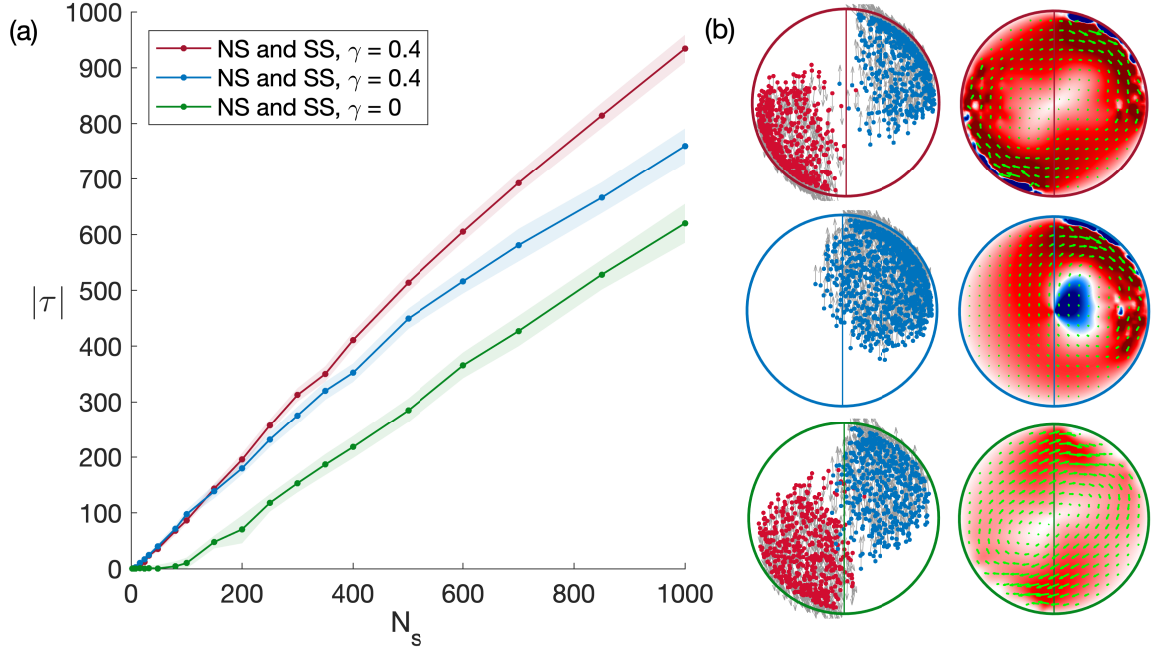 (a)
1000
900
800
700
600
500
400
300
200
100
0
|τ|
NS and SS, γ = 0.4
NS and SS, γ = 0.4
NS and SS, γ = 0
0 200 400 600 800 1000
N_s
(b)